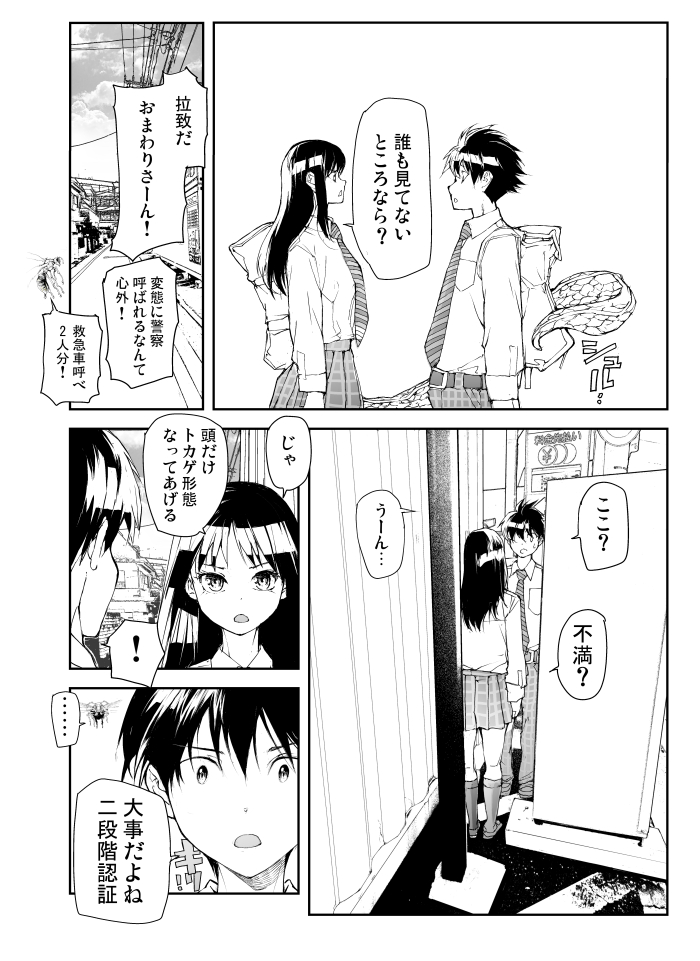 誰も見てない
ところなら？
シュル…
拉致だ
おまわりさーん！
変態に警察
呼ばれるなんて
心外！
救急車呼べ
２人分！
ここ？
不満？
うーん…
じゃ
頭だけ
トカゲ形態
なってあげる
！
……
大事だよね
二段階認証